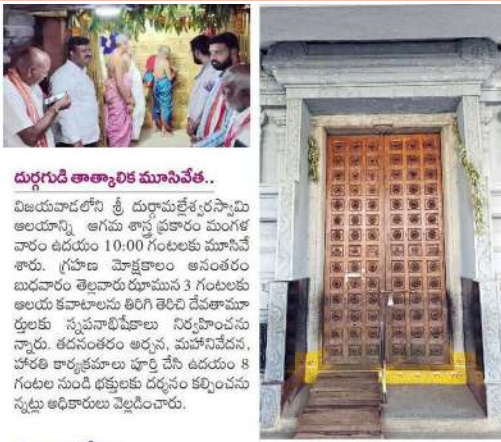 దుర్గగుడి తాత్కాలిక మూసివేత..
విజయవాడలోని శ్రీ దుర్గామల్లేశ్వరస్వామి
ఆలయాన్ని ఆగమ శాస్త్ర ప్రకారం మంగళ
వారం ఉదయం 10:00 గంటలకు మూసివే
శారు. గ్రహణ మోక్షకాలం అనంతరం
బుధవారం తెల్లవారుఝామున 3 గంటలకు
ఆలయ కవాటాలను తిరిగి తెరిచి దేవతామూ
ర్తులకు స్నపనాభిషేకాలు నిర్వహించను
న్నారు. తదనంతరం అర్చన, మహానివేదన,
హారతి కార్యక్రమాలు పూర్తి చేసి ఉదయం 8
గంటల నుండి భక్తులకు దర్శనం కల్పించను
న్నట్లు అధికారులు వెల్లడించారు.